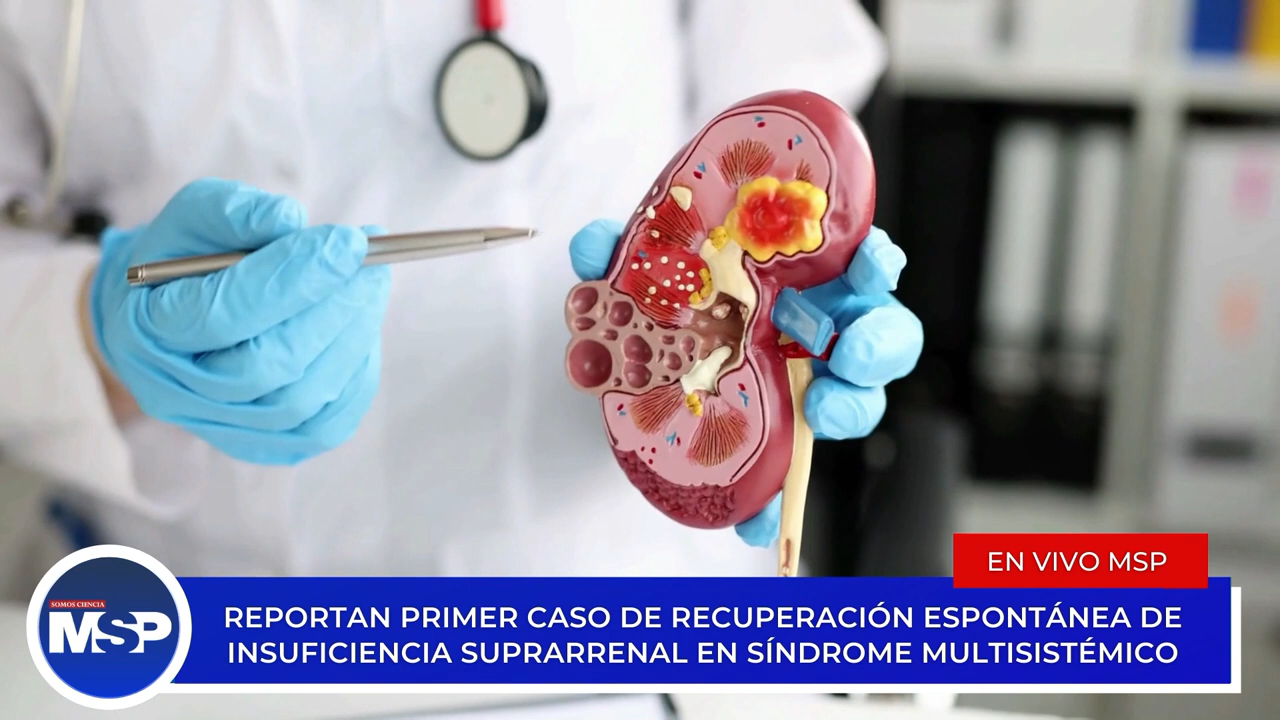 EN VIVO MSP
SOMOS CIENCIA
MSP
REPORTAN PRIMER CASO DE RECUPERACIÓN ESPONTÁNEA DE
INSUFICIENCIA SUPRARRENAL EN SÍNDROME MULTISISTÉMICO